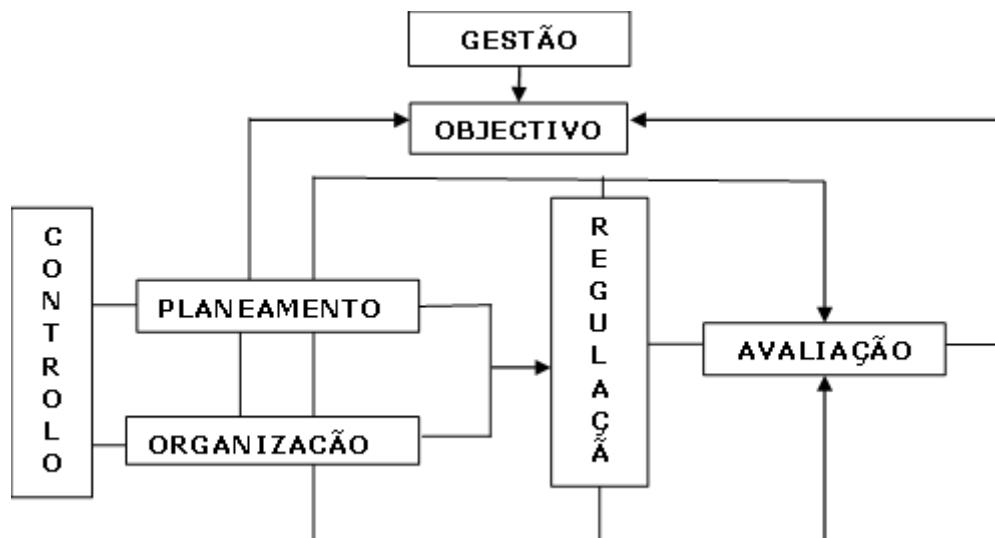 GESTÃO
OBJECTIVO
CONTROLO
PLANEAMENTO
ORGANIZACÃO
REGULAÇÃ
AVALIAÇÃO